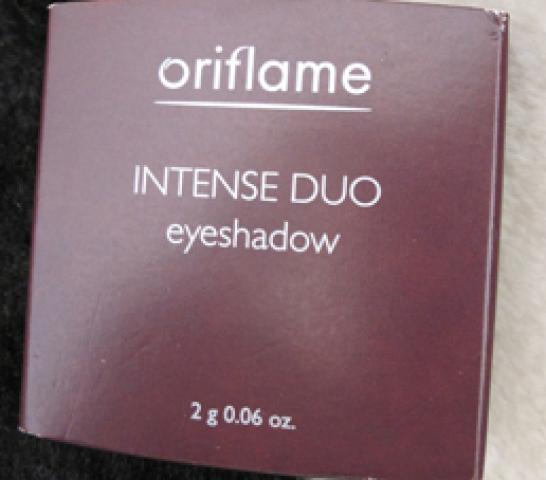 oriflame
INTENSE DUO
eyeshadow
2 g 0.06 oz.